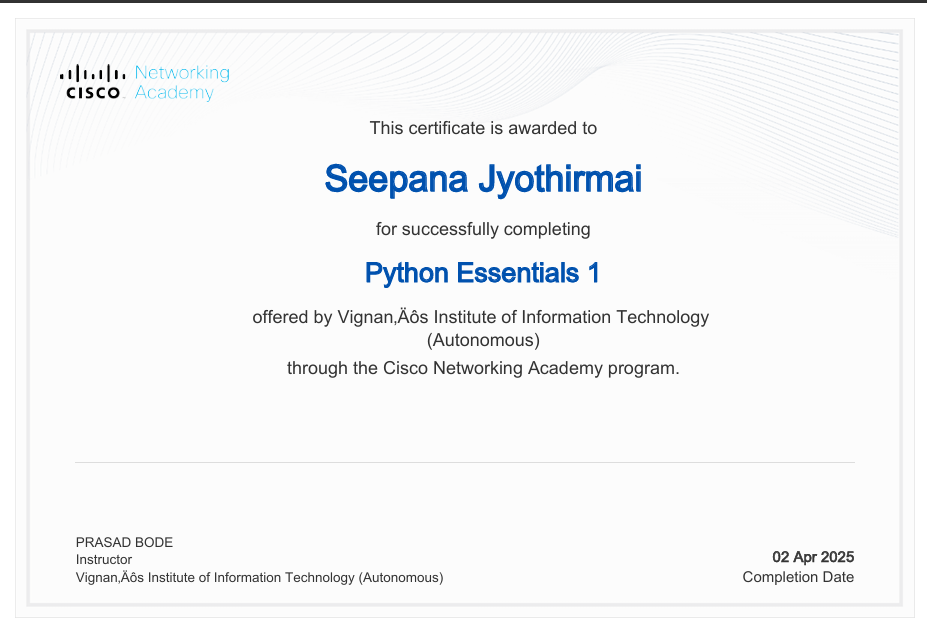 Networking
CISCO Academy
This certificate is awarded to
Seepana Jyothirmai
for successfully completing
Python Essentials 1
offered by Vignan‚Äôs Institute of Information Technology
(Autonomous)
through the Cisco Networking Academy program.
PRASAD BODE
Instructor
Vignan‚Äôs Institute of Information Technology (Autonomous)
02 Apr 2025
Completion Date